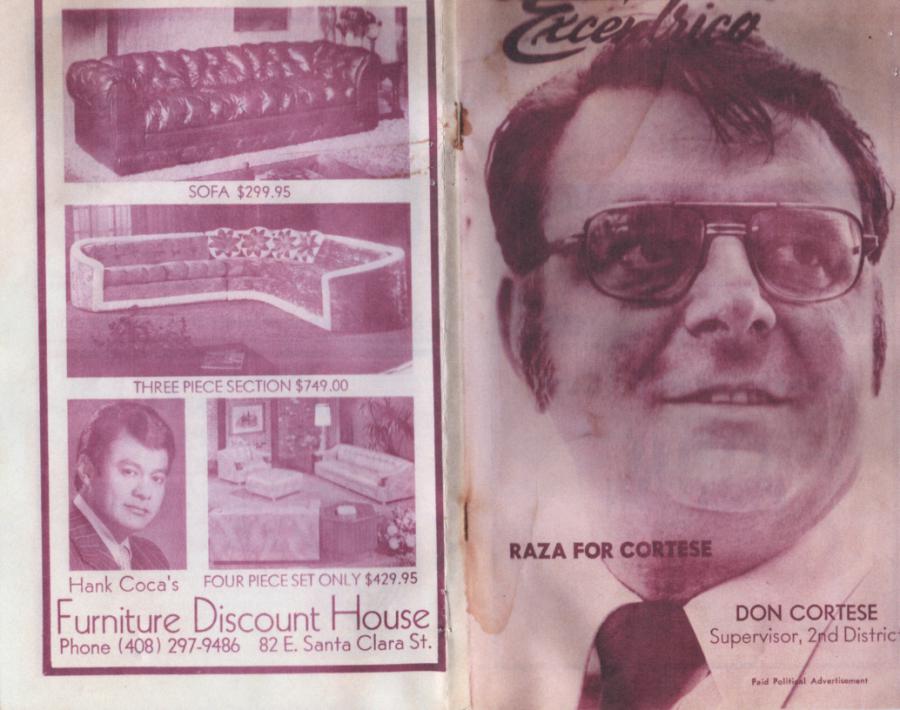 SOFA $299.95
THREE PIECE SECTION $749.00
Hank Coca's
FOUR PIECE SET ONLY $429.95
Furniture Discount House
Phone (408) 297-9486 82 E. Santa Clara St.
Excentrico
RAZA FOR CORTESE
DON CORTESE
Supervisor, 2nd District
Paid Political Advertisement